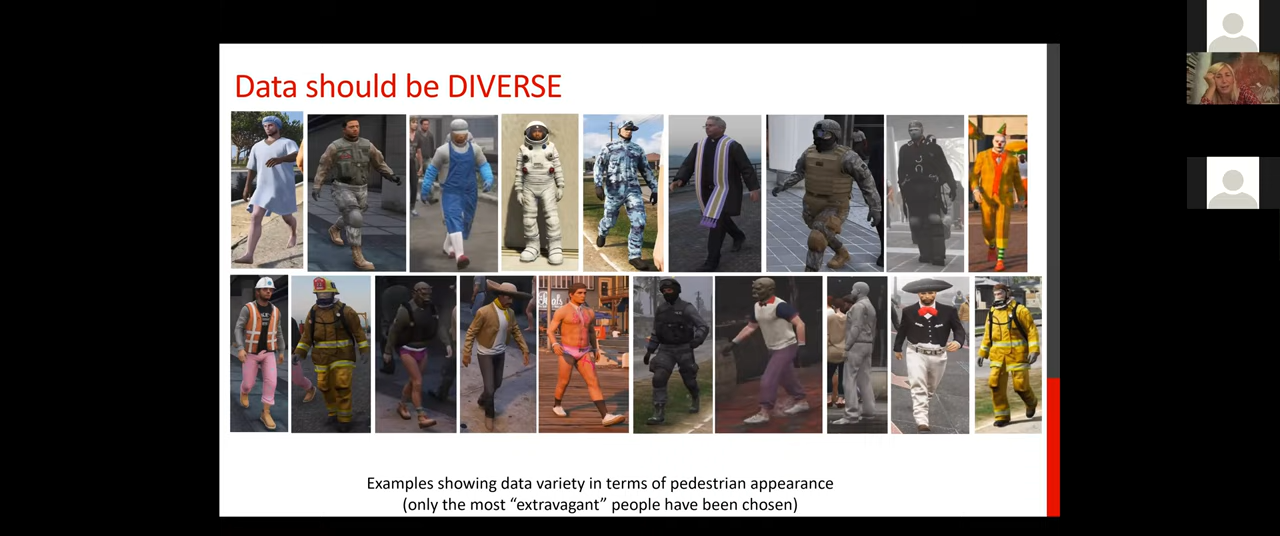 Data should be DIVERSE
Examples showing data variety in terms of pedestrian appearance
(only the most “extravagant” people have been chosen)